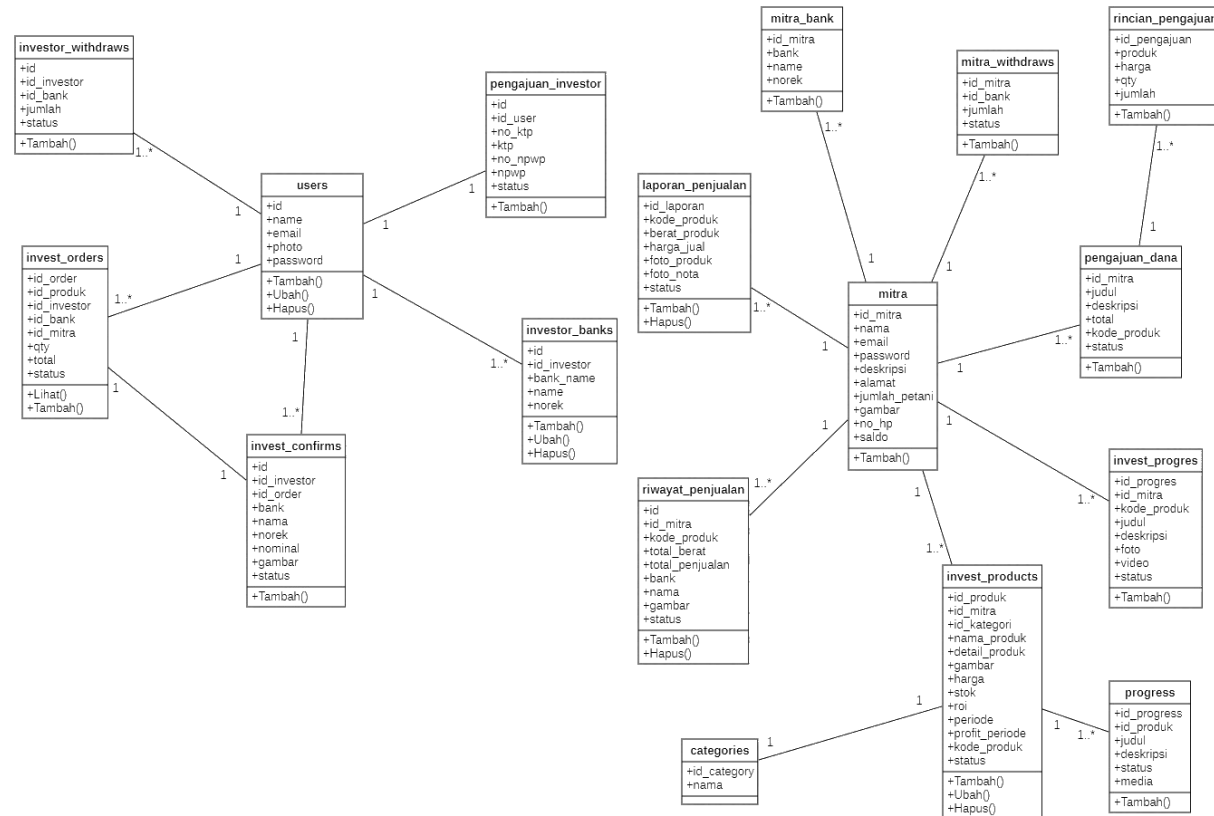 investor_withdraws
+id
+id_investor
+id_bank
+jumlah
+status
+Tambah()
1..*
1
pengajuan_investor
+id
+id_user
+no_ktp
+ktp
+no_npwp
+npwp
+status
+Tambah()
1
1
users
+id
+name
+email
+photo
+password
+Tambah()
+Ubah()
+Hapus()
invest_orders
+id_order
+id_produk
+id_investor
+id_bank
+id_mitra
+qty
+total
+status
+Lihat()
+Tambah()
1
1..*
1
1..*
investor_banks
+id
+id_investor
+bank_name
+name
+norek
+Tambah()
+Ubah()
+Hapus()
1
1..*
1
1
invest_confirms
+id
+id_investor
+id_order
+bank
+nama
+norek
+nominal
+gambar
+status
+Tambah()
mitra_bank
+id_mitra
+bank
+name
+norek
+Tambah()
1..*
1
mitra_withdraws
+id_mitra
+id_bank
+jumlah
+status
+Tambah()
1..*
1
rincian_pengajuan
+id_pengajuan
+produk
+harga
+qty
+jumlah
+Tambah()
1..*
1
laporan_penjualan
+id_laporan
+kode_produk
+berat_produk
+harga_jual
+foto_produk
+foto_nota
+status
+Tambah()
+Hapus()
1..*
1
mitra
+id_mitra
+nama
+email
+password
+deskripsi
+alamat
+jumlah_petani
+gambar
+no_hp
+saldo
+Tambah()
pengajuan_dana
+id_mitra
+judul
+deskripsi
+total
+kode_produk
+status
+Tambah()
1..*
1
riwayat_penjualan
+id
+id_mitra
+kode_produk
+total_berat
+total_penjualan
+bank
+nama
+gambar
+status
+Tambah()
+Hapus()
1
1..*
invest_progres
+id_progres
+id_mitra
+kode_produk
+judul
+deskripsi
+foto
+video
+status
+Tambah()
1
1..*
1
1..*
invest_products
+id_produk
+id_mitra
+id_kategori
+nama_produk
+detail_produk
+gambar
+harga
+stok
+roi
+periode
+profit_periode
+kode_produk
+status
+Tambah()
+Ubah()
+Hapus()
categories
+id_category
+nama
1
1
progress
+id_progress
+id_produk
+judul
+deskripsi
+status
+media
+Tambah()
1
1..*